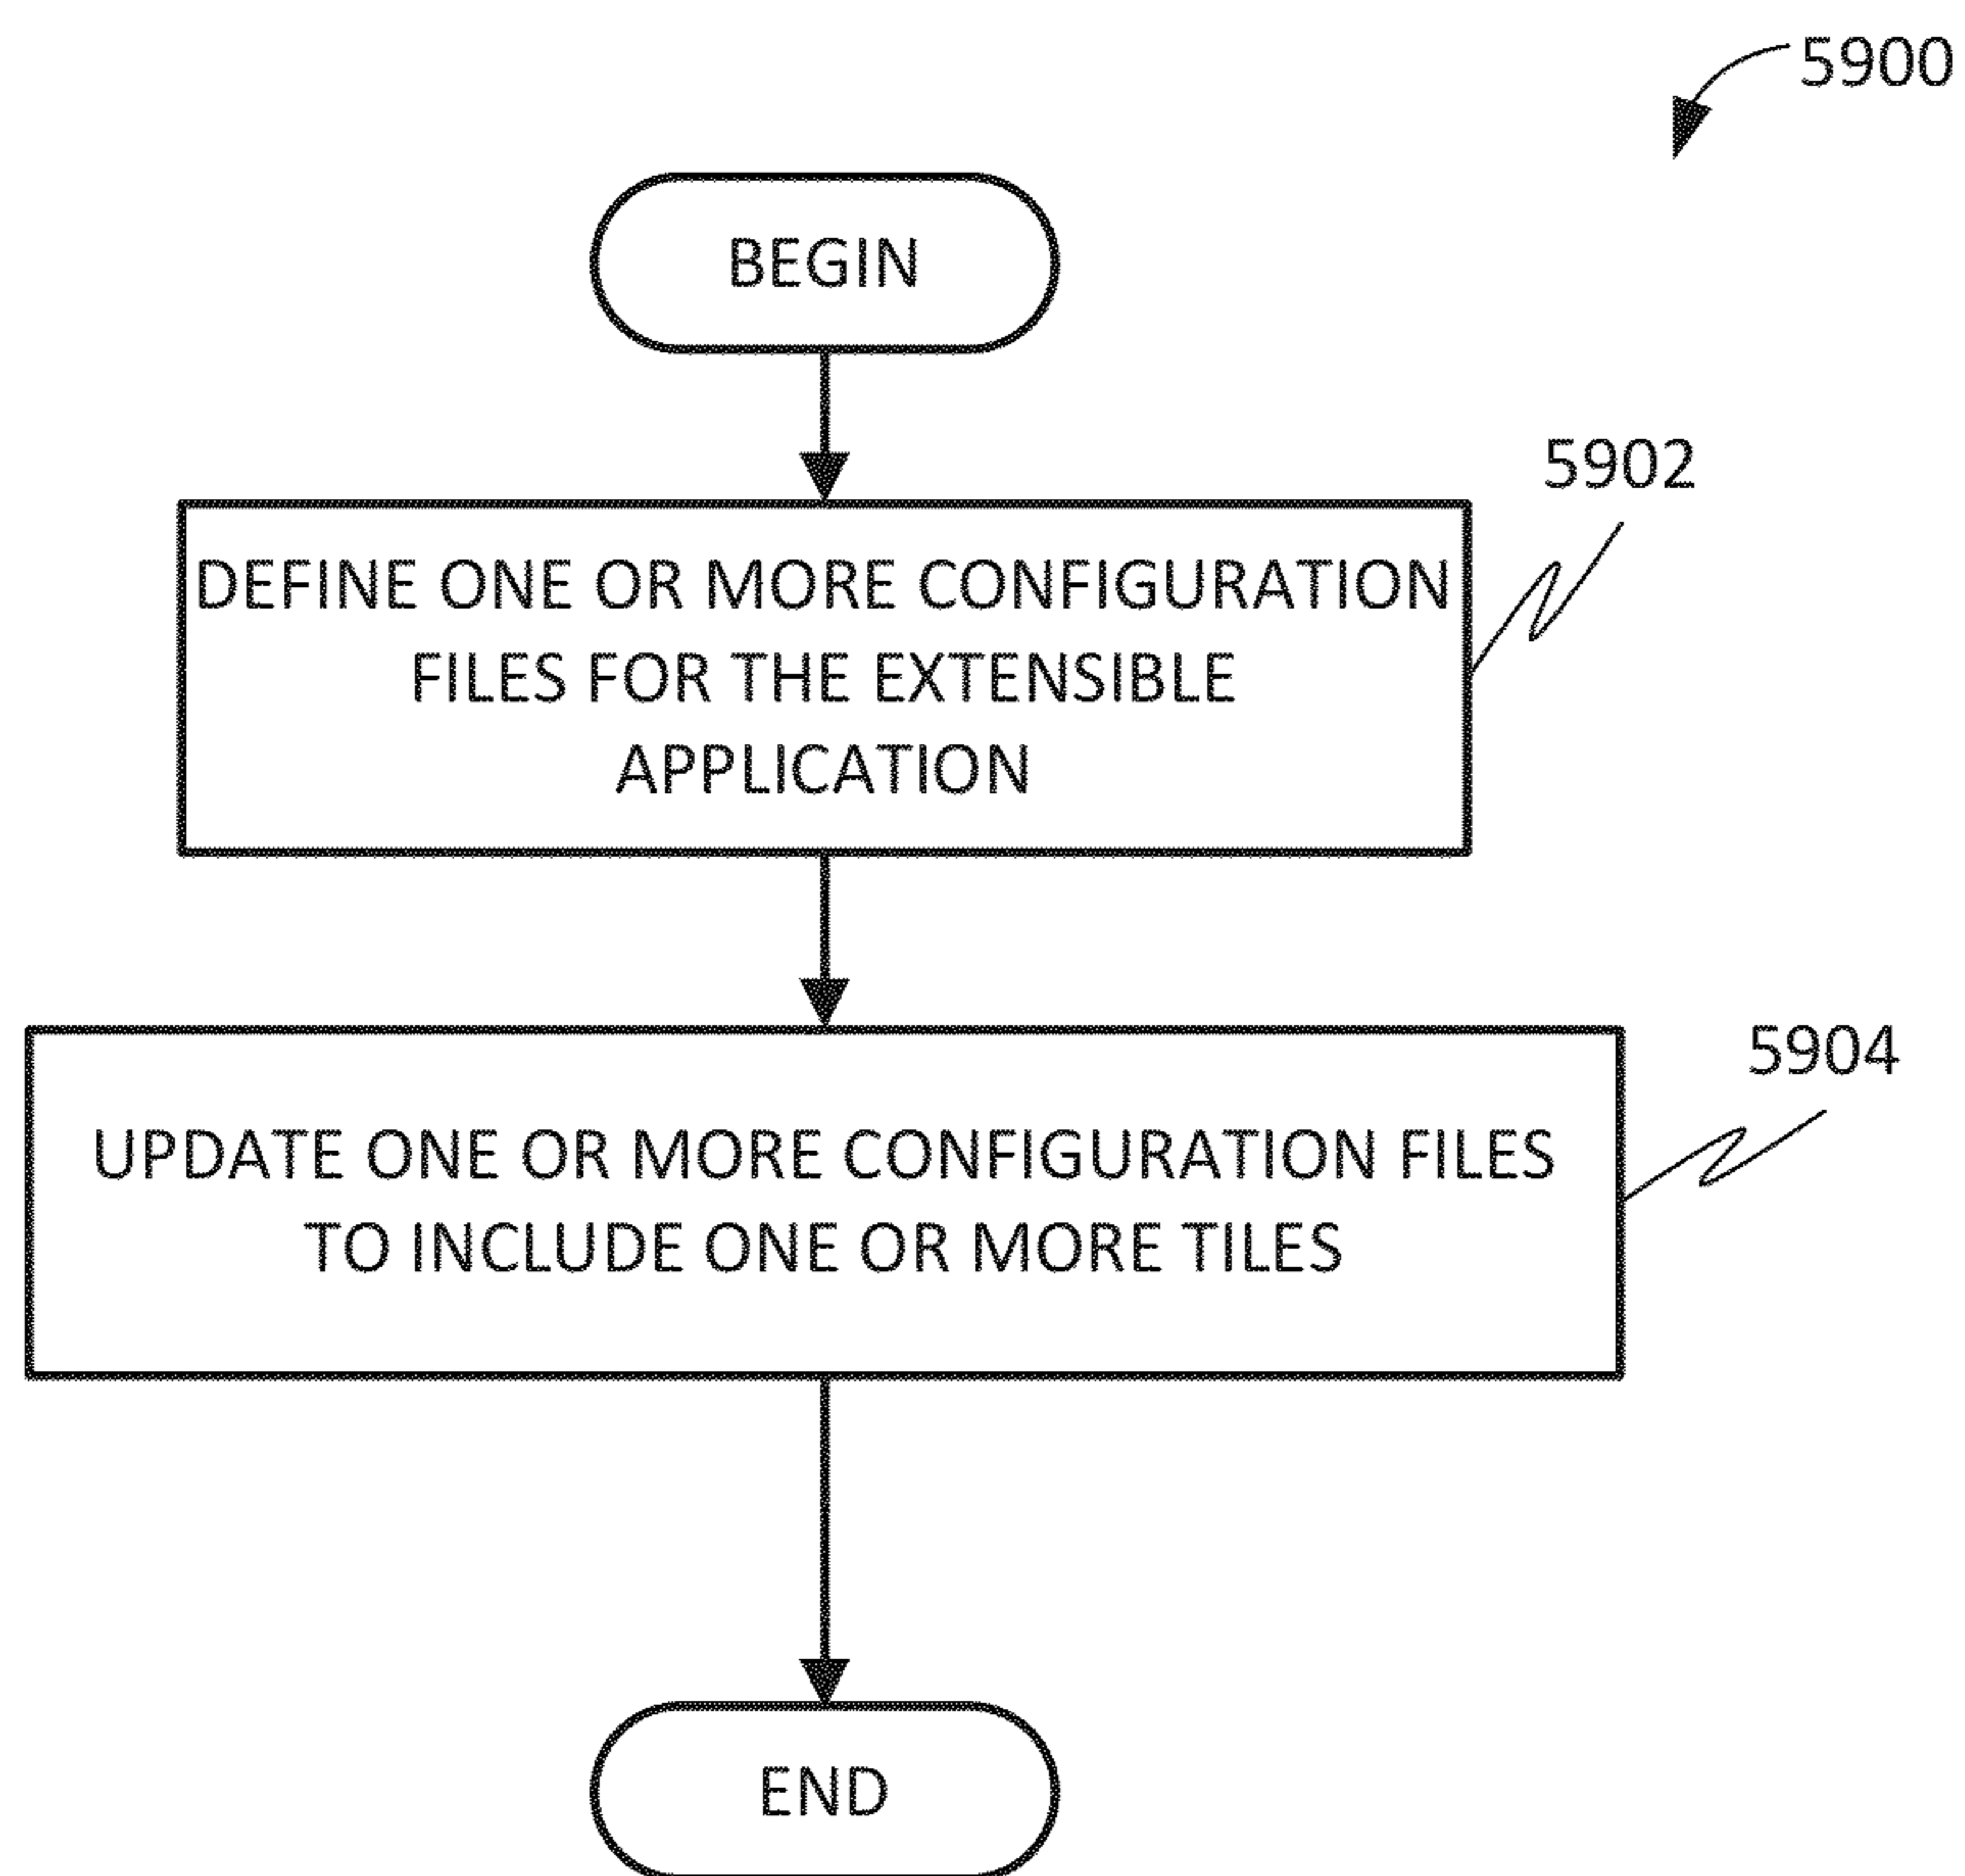 5900
BEGIN
5902
DEFINE ONE OR MORE CONFIGURATION
FILES FOR THE EXTENSIBLE
APPLICATION
5904
UPDATE ONE OR MORE CONFIGURATION FILES
TO INCLUDE ONE OR MORE TILES
END